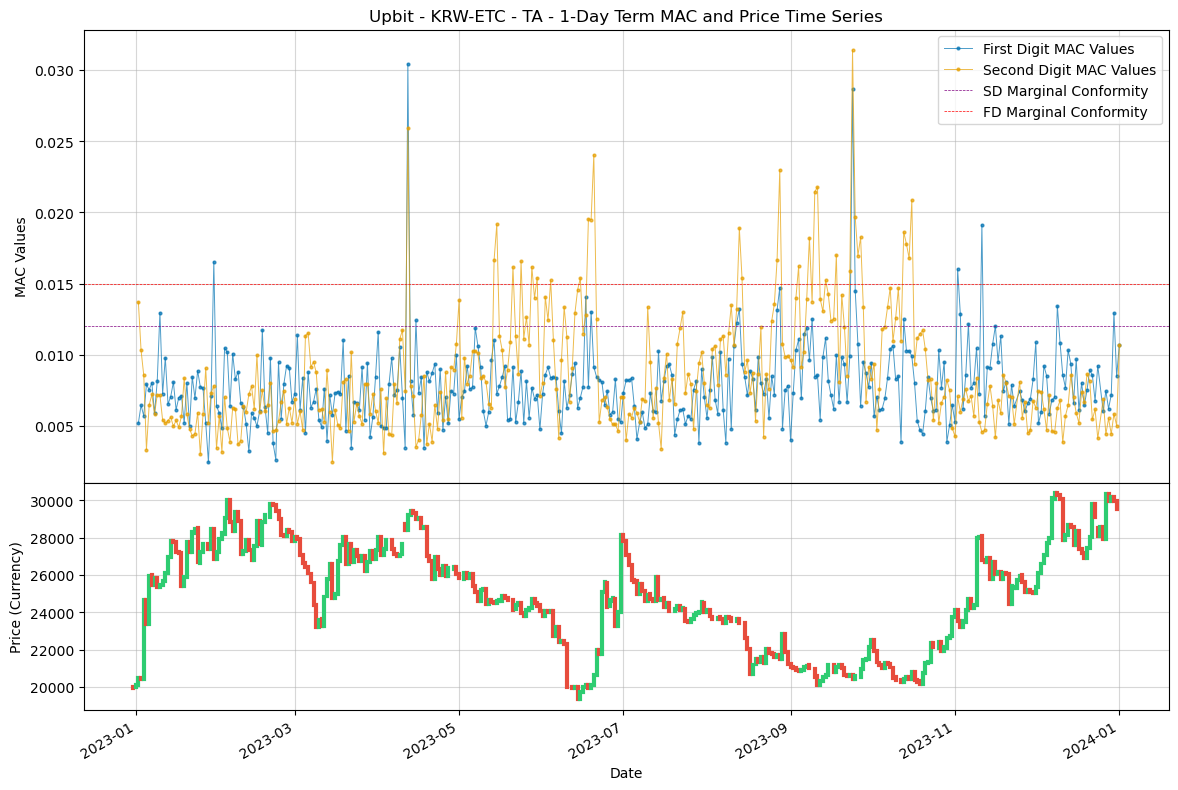 Upbit - KRW-ETC - TA - 1-Day Term MAC and Price Time Series
First Digit MAC Values
Second Digit MAC Values
SD Marginal Conformity
FD Marginal Conformity
MAC Values
0.030
0.025
0.020
0.015
0.010
0.005
Price (Currency)
30000
28000
26000
24000
22000
20000
2023-01
2023-03
2023-05
2023-07
2023-09
2023-11
2024-01
Date